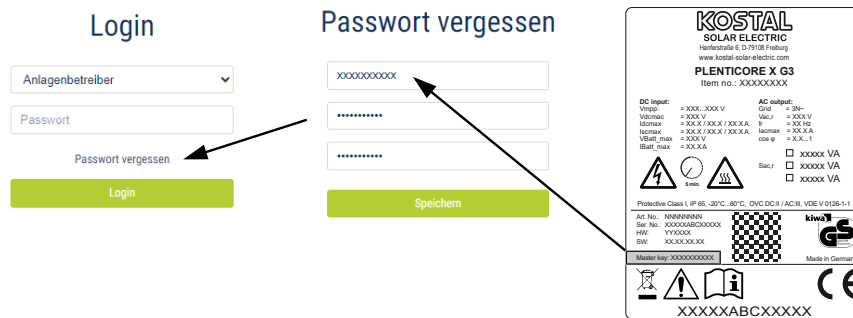 Login
Anlagenbetreiber
Passwort
Passwort vergessen
Login
Passwort vergessen
xxxxxxxxxx
Speichern
KOSTAL
SOLAR ELECTRIC
Hanferstraße 6, D-79108 Freiburg
www.kostal-solar-electric.com
PLENTICORE X G3
Item no.: XXXXXXXX
DC input:
Vmpp: = XXX...XXX V
Vdcmac = XXX V
Idcmax = XX.X / XX.X / XX.X A
Iscmax = XX.X / XX.X / XX.X A
VBatt_max = XXX V
IBatt_max = XX.X A
AC output:
Grid = 3N~
Vac,r = XXX V
fr = XX Hz
Iacmax = XX.X A
cos φ = X.X...1
Sac,r
xxxxx VA
xxxxx VA
xxxxx VA
5 min.
Protective Class I, IP 65, -20°C...60°C, OVC DC:II / AC:III, VDE V 0126-1-1
Art. No.: NNNNNNN
Ser. No.: XXXXXABCXXXXX
HW: YYXXXX
SW: XX.XX.XX.XX
Master key: XXXXXXXXXX
kiwa
GS
Made in German
i
CE
XXXXXABCXXXXX